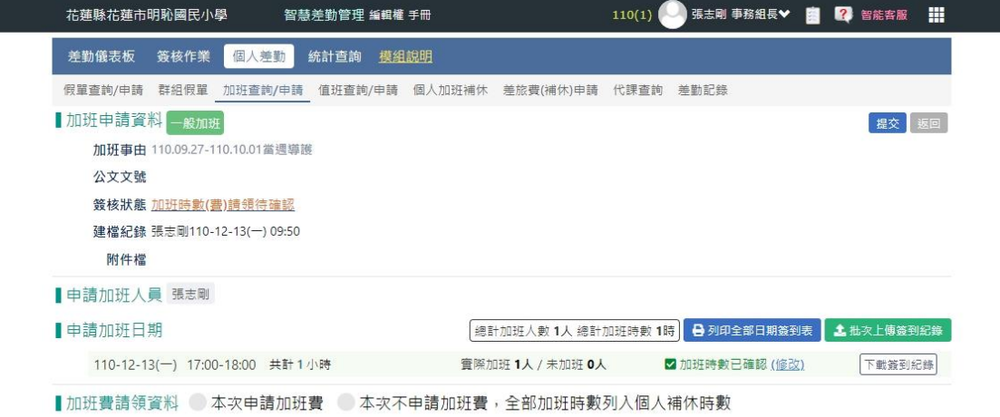 花蓮縣花蓮市明恥國民小學 智慧差勤管理 編輯權 手冊 110(1) 張志剛 事務組長 智能客服
差勤儀表板 簽核作業 個人差勤 統計查詢 模組說明
假單查詢/申請 群組假單 加班查詢/申請 值班查詢/申請 個人加班補休 差旅費(補休)申請 代課查詢 差勤記錄
加班申請資料 一般加班 提交 返回
加班事由 110.09.27-110.10.01當週導護
公文文號
簽核狀態 加班時數(費)請領待確認
建檔紀錄 張志剛110-12-13(一) 09:50
附件檔
申請加班人員 張志剛
申請加班日期 總計加班人數 1人 總計加班時數 1時 列印全部日期簽到表 批次上傳簽到紀錄
110-12-13(一) 17:00-18:00 共計 1 小時 實際加班 1人 / 未加班 0人 加班時數已確認 (修改) 下載簽到紀錄
加班費請領資料 本次申請加班費 本次不申請加班費，全部加班時數列入個人補休時數